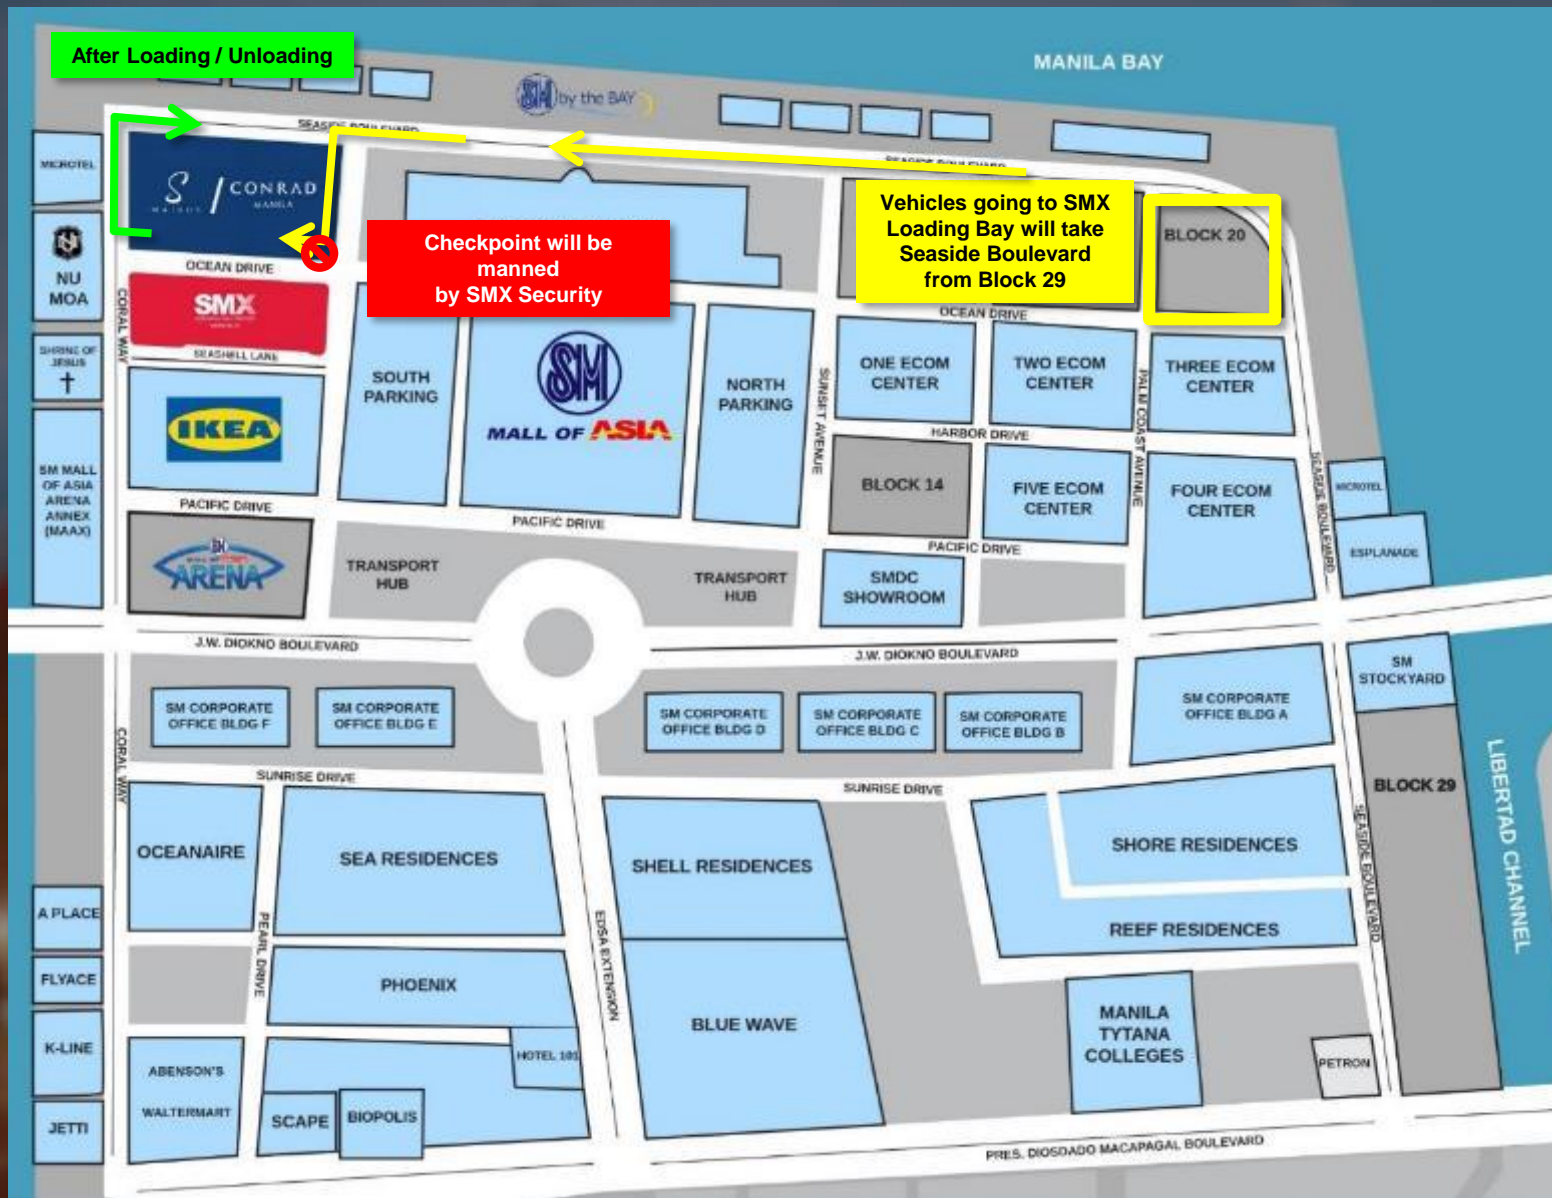 After Loading / Unloading
MANILA BAY
SM by the BAY
SEASIDE BOULEVARD
SEASIDE BOULEVARD
MICROTEL
S
MAISON
CONRAD
MANILA
Vehicles going to SMX
Loading Bay will take
Seaside Boulevard
from Block 29
BLOCK 20
Checkpoint will be
manned
by SMX Security
NU
MOA
OCEAN DRIVE
SMX
CORAL WAY
SEASHELL LANE
SHRINE OF
JESUS
OCEAN DRIVE
SOUTH
PARKING
SM
MALL OF ASIA
NORTH
PARKING
SUNSET AVENUE
ONE ECOM
CENTER
TWO ECOM
CENTER
PALM COAST AVENUE
THREE ECOM
CENTER
IKEA
HARBOR DRIVE
SM MALL
OF ASIA
ARENA
ANNEX
(MAAX)
BLOCK 14
FIVE ECOM
CENTER
FOUR ECOM
CENTER
SEASIDE BOULEVARD
MICROTEL
PACIFIC DRIVE
PACIFIC DRIVE
PACIFIC DRIVE
ESPLANADE
SM
ARENA
TRANSPORT
HUB
TRANSPORT
HUB
SMDC
SHOWROOM
J.W. DIOKNO BOULEVARD
J.W. DIOKNO BOULEVARD
SM
STOCKYARD
SM CORPORATE
OFFICE BLDG F
SM CORPORATE
OFFICE BLDG E
SM CORPORATE
OFFICE BLDG D
SM CORPORATE
OFFICE BLDG C
SM CORPORATE
OFFICE BLDG B
SM CORPORATE
OFFICE BLDG A
CORAL WAY
SUNRISE DRIVE
SUNRISE DRIVE
BLOCK 29
LIBERTAD CHANNEL
OCEANAIRE
SEA RESIDENCES
SHELL RESIDENCES
SHORE RESIDENCES
SEASIDE BOULEVARD
A PLACE
PEARL DRIVE
EDSA EXTENSION
REEF RESIDENCES
FLYACE
PHOENIX
BLUE WAVE
MANILA
TYTANA
COLLEGES
K-LINE
ABENSON'S
WALTERMART
HOTEL 101
PETRON
JETTI
SCAPE
BIOPOLIS
PRES. DIOSDADO MACAPAGAL BOULEVARD